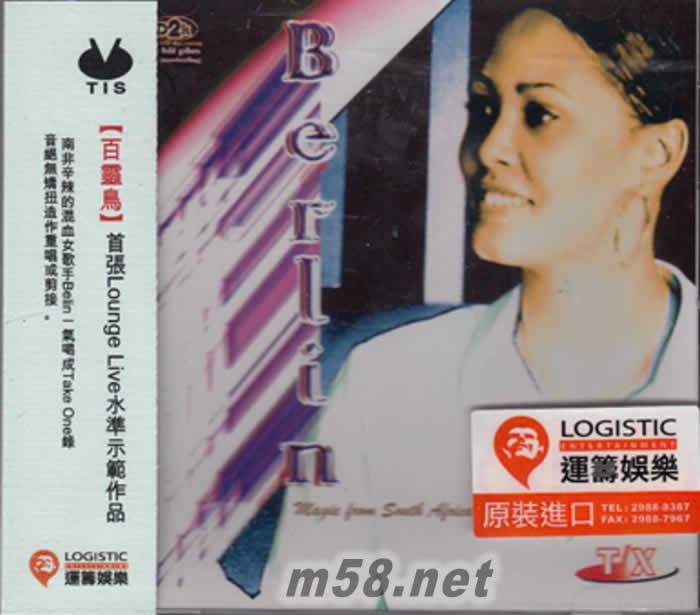 TIS
【百靈鳥】首張Lounge Live水準示範作品
南非辛辣的混血女歌手Belin一氣喝成Take One錄
音絕無矯扭造作重唱或剪接。
LOGISTIC
ENTERTAINMENT
運籌娛樂
Berlin
Magic from South Africa
LOGISTIC
ENTERTAINMENT
運籌娛樂
原裝進口
TEL: 2988-8387
FAX: 2988-7967
T/X
m58.net